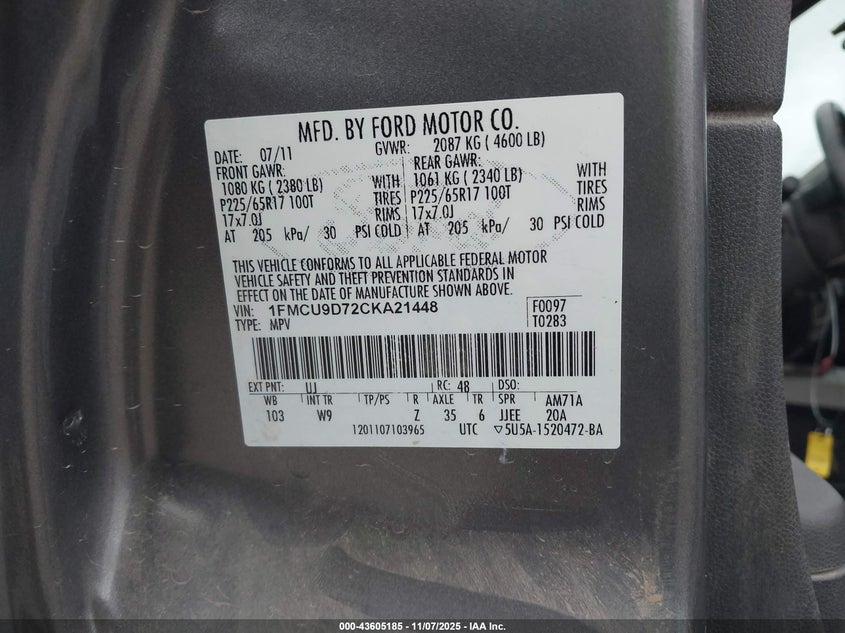 MFD. BY FORD MOTOR CO.
DATE: 07/11 GVWR: 2087 KG ( 4600 LB)
FRONT GAWR: REAR GAWR:
1080 KG ( 2380 LB) WITH 1061 KG ( 2340 LB) WITH
P225/65R17 100T TIRES P225/65R17 100T TIRES
17x7.0J RIMS 17x7.0J RIMS
AT 205 kPa/ 30 PSI COLD AT 205 kPa/ 30 PSI COLD
THIS VEHICLE CONFORMS TO ALL APPLICABLE FEDERAL MOTOR
VEHICLE SAFETY AND THEFT PREVENTION STANDARDS IN
EFFECT ON THE DATE OF MANUFACTURE SHOWN ABOVE.
VIN: 1FMCU9D72CKA21448 F0097
TYPE: MPV T0283
EXT PNT: UJ RC: 48 DSO:
WB INT TR TP/PS R AXLE TR SPR AM71A
103 W9 Z 35 6 JJEE 20A
1201107103965 UTC ▽5U5A-1520472-BA
000-43605185 - 11/07/2025 - IAA Inc.